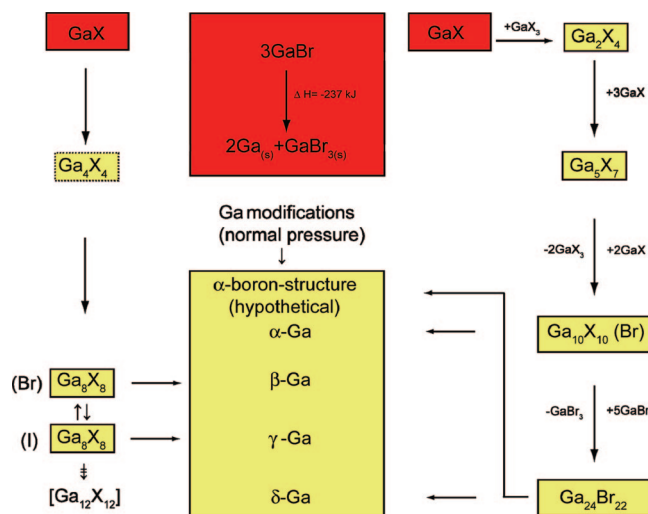 GaX
Ga₄X₄
(Br) Ga₈X₈
↑↓
(I) Ga₈X₈
[Ga₁₂X₁₂]
3GaBr
Δ H= -237 kJ
2Ga₍s₎+GaBr₃₍s₎
Ga modifications
(normal pressure)
α-boron-structure
(hypothetical)
α-Ga
β-Ga
γ-Ga
δ-Ga
GaX
+GaX₃
Ga₂X₄
+3GaX
Ga₅X₇
-2GaX₃ +2GaX
Ga₁₀X₁₀ (Br)
-GaBr₃ +5GaBr
Ga₂₄Br₂₂